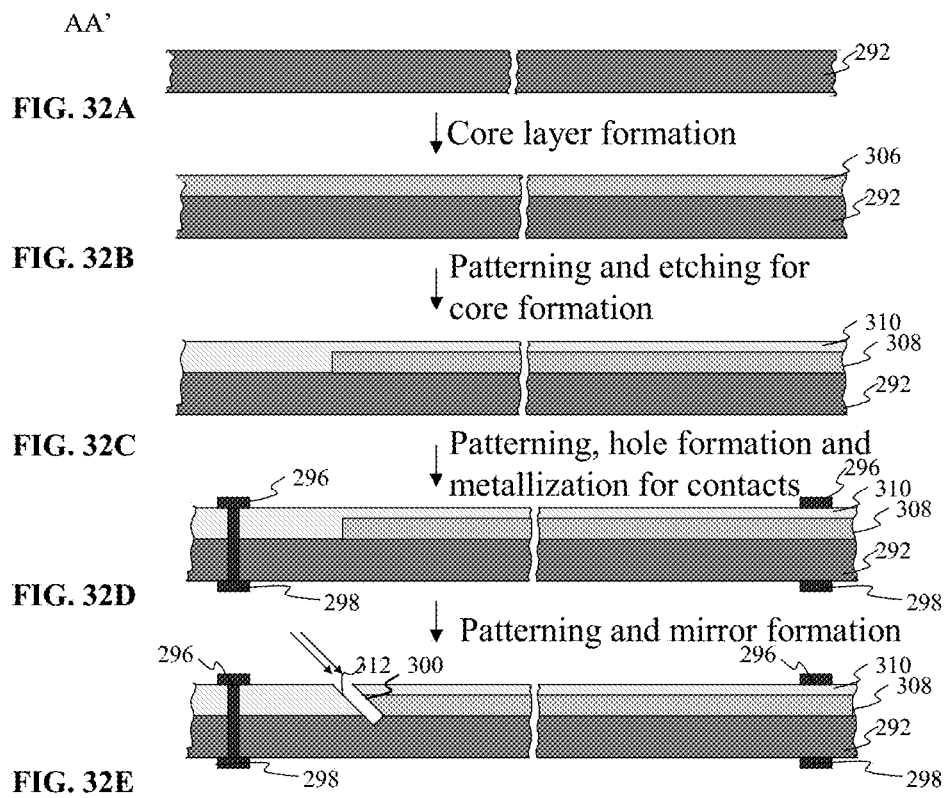 AA'
292
FIG. 32A
Core layer formation
306
292
FIG. 32B
Patterning and etching for
core formation
310
308
292
FIG. 32C
Patterning, hole formation and
metallization for contacts
296
296
310
308
292
FIG. 32D
298
298
Patterning and mirror formation
296
312
300
296
310
308
292
FIG. 32E
298
298